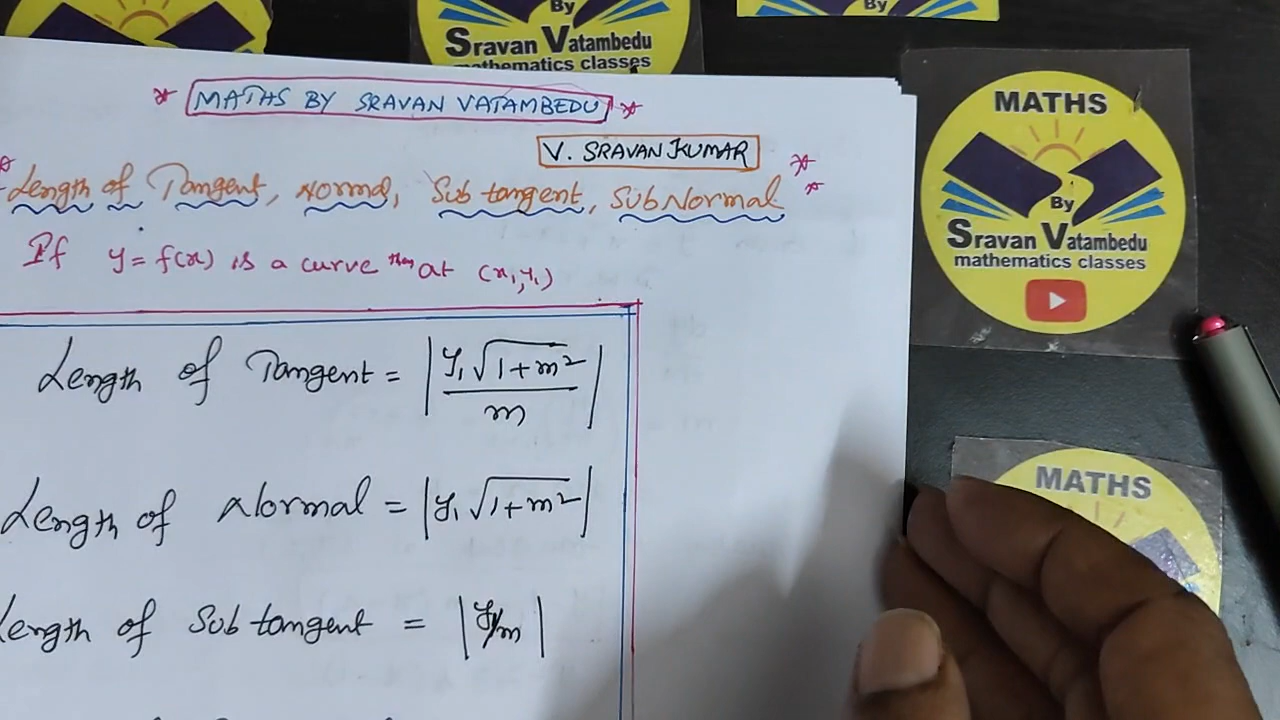 By
Sravan Vatambedu
mathematics classes
By
* MATHS BY SRAVAN VATAMBEDU *
V. SRAVAN KUMAR
Length of Tangent, Normal, Sub tangent, SubNormal
If y = f(x) is a curve then at (x₁, y₁)
Length of Tangent = | y₁√(1+m²) / m |
Length of Normal = | y₁√(1+m²) |
Length of Sub tangent = | y₁/m |
MATHS
By
Sravan Vatambedu
mathematics classes
MATHS